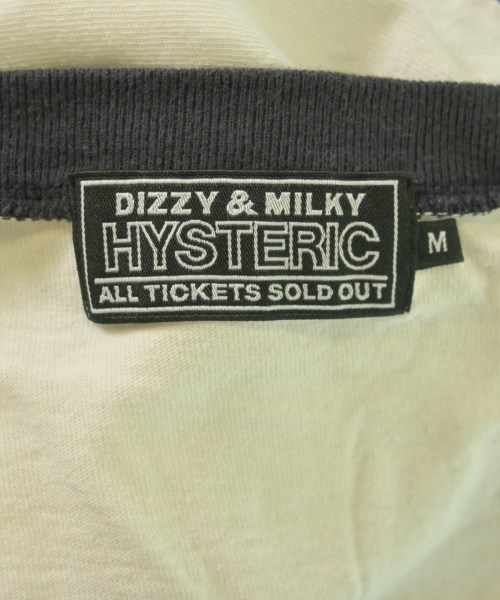 DIZZY & MILKY
HYSTERIC
ALL TICKETS SOLD OUT
M